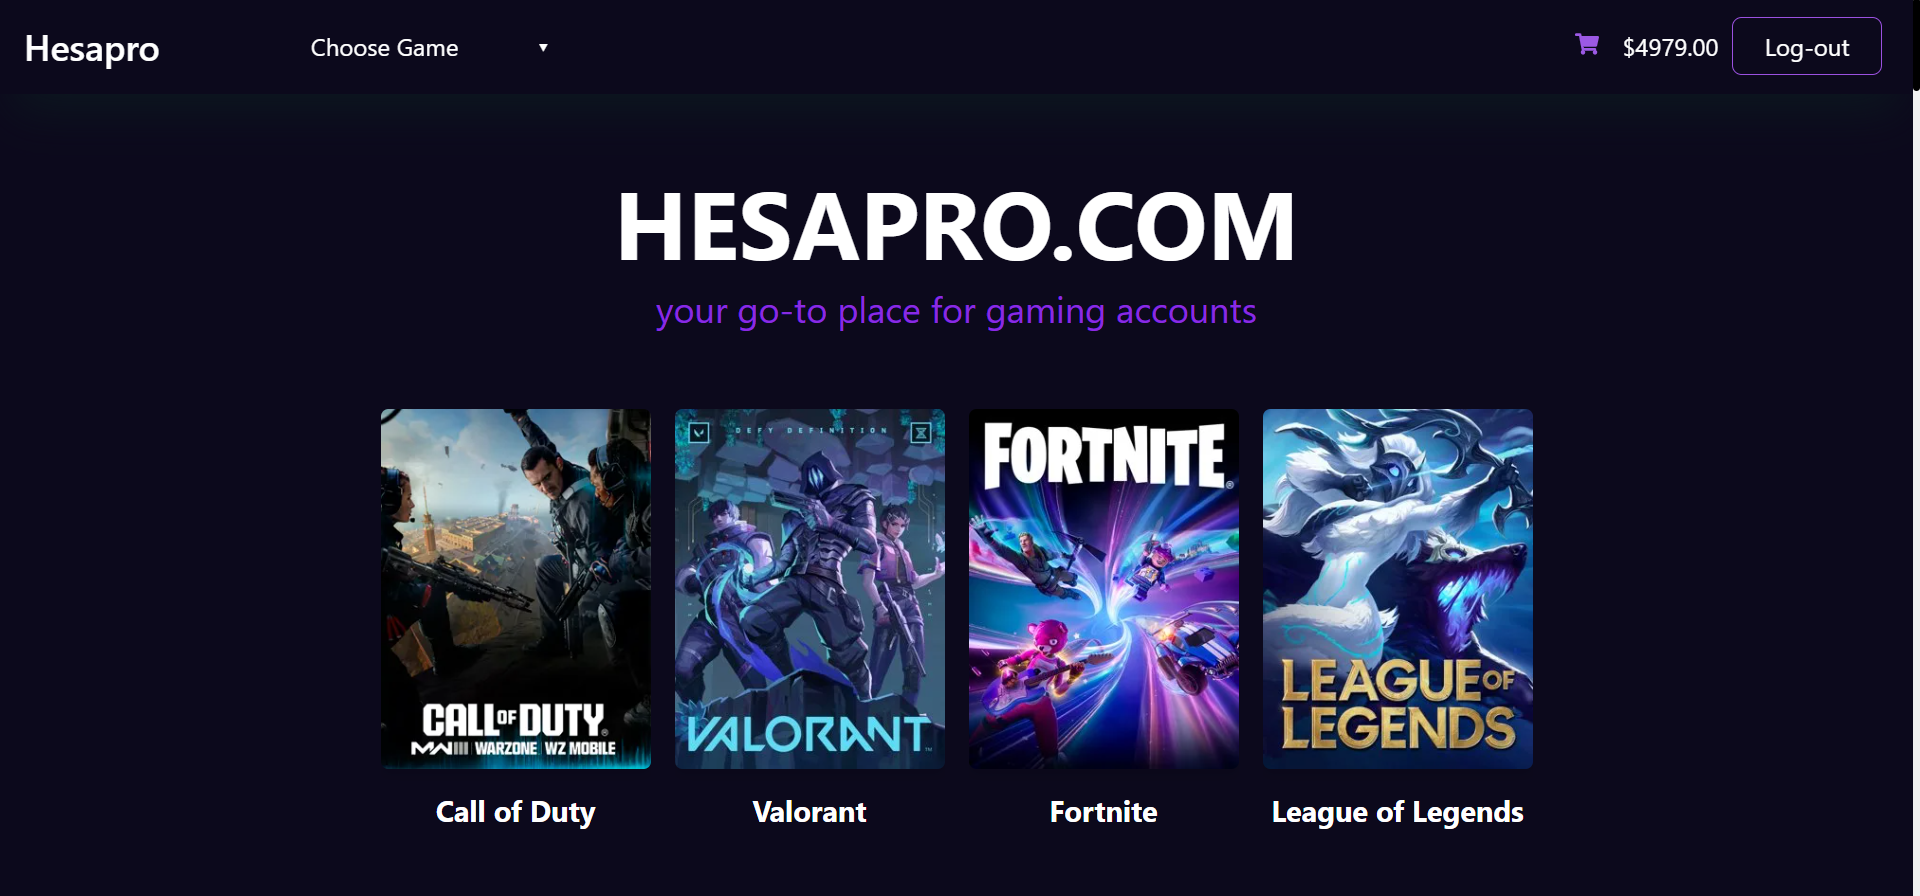 Hesapro
Choose Game
$4979.00
Log-out
HESAPRO.COM
your go-to place for gaming accounts
CALL OF DUTY®
MWIII | WARZONE | WZ MOBILE
DEFY DEFINITION
VALORANT™
FORTNITE®
LEAGUE OF
LEGENDS
Call of Duty
Valorant
Fortnite
League of Legends